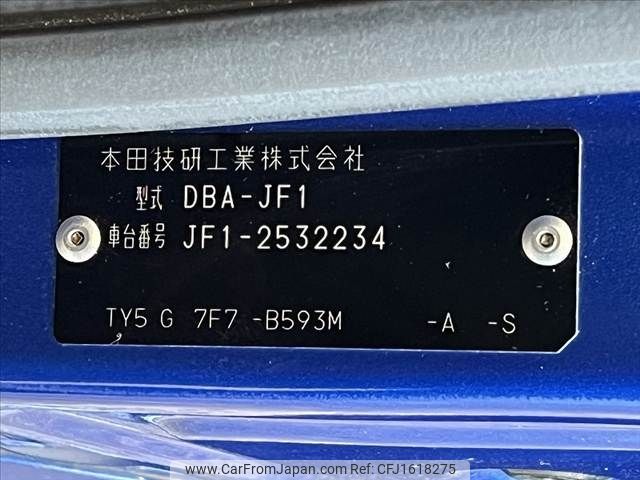 本田技研工業株式会社
型式 DBA-JF1
車台番号 JF1-2532234
TY5 G 7F7 -B593M -A -S
www.CarFromJapan.com Ref: CFJ1618275